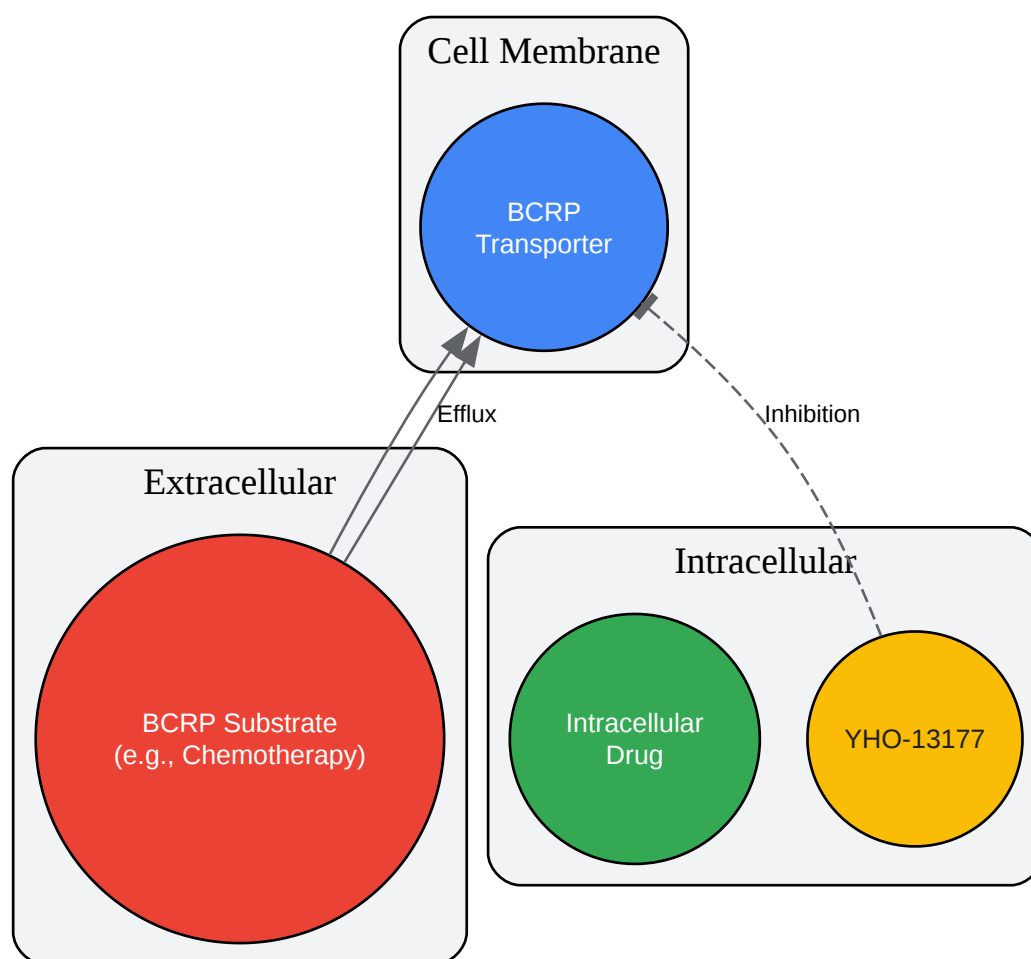 Cell Membrane
BCRP
Transporter
Efflux
Inhibition
Extracellular
BCRP Substrate
(e.g., Chemotherapy)
Intracellular
Intracellular
Drug
YHO-13177